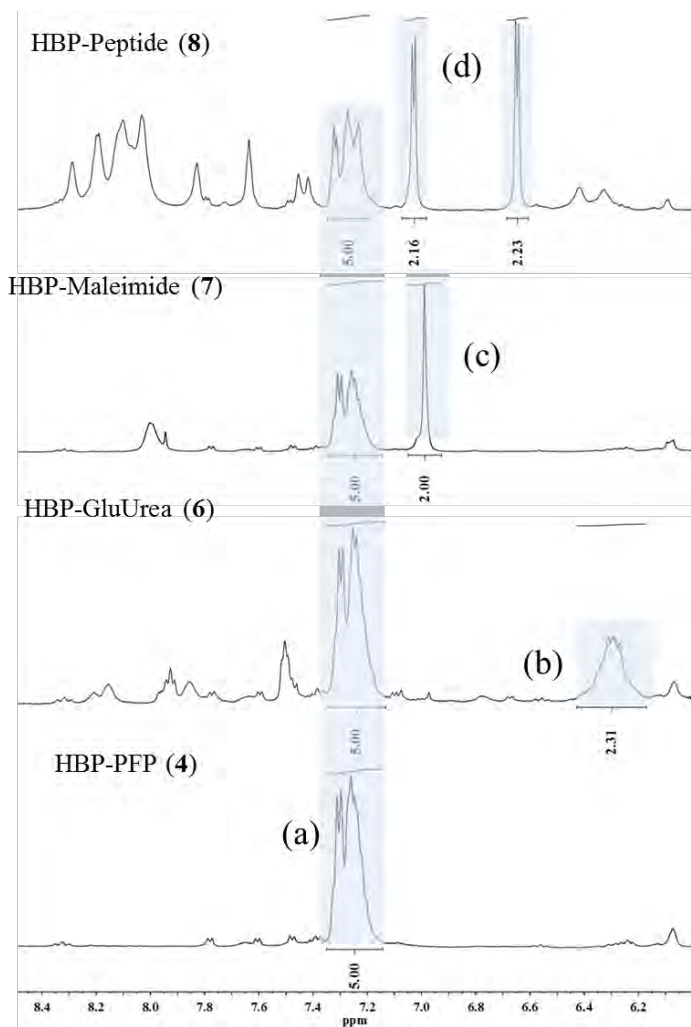 HBP-Peptide (8)
(d)
5.00
2.16
2.23
HBP-Maleimide (7)
(c)
5.00
2.00
HBP-GluUrea (6)
(b)
5.00
2.31
HBP-PFP (4)
(a)
5.00
8.4 8.2 8.0 7.8 7.6 7.4 7.2 7.0 6.8 6.6 6.4 6.2
ppm